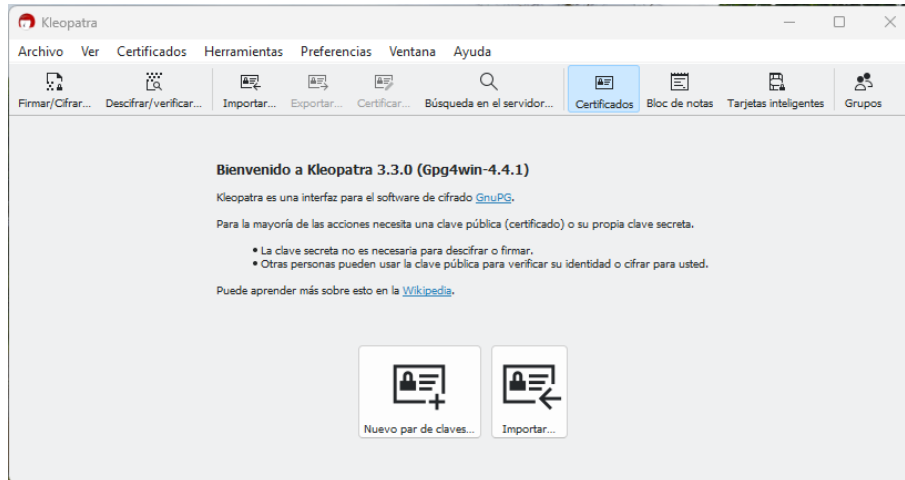 Kleopatra
Archivo Ver Certificados Herramientas Preferencias Ventana Ayuda
Firmar/Cifrar... Descifrar/verificar... Importar... Exportar... Certificar... Búsqueda en el servidor... Certificados Bloc de notas Tarjetas inteligentes Grupos
Bienvenido a Kleopatra 3.3.0 (Gpg4win-4.4.1)
Kleopatra es una interfaz para el software de cifrado GnuPG.
Para la mayoría de las acciones necesita una clave pública (certificado) o su propia clave secreta.
• La clave secreta no es necesaria para descifrar o firmar.
• Otras personas pueden usar la clave pública para verificar su identidad o cifrar para usted.
Puede aprender más sobre esto en la Wikipedia.
Nuevo par de claves... Importar...